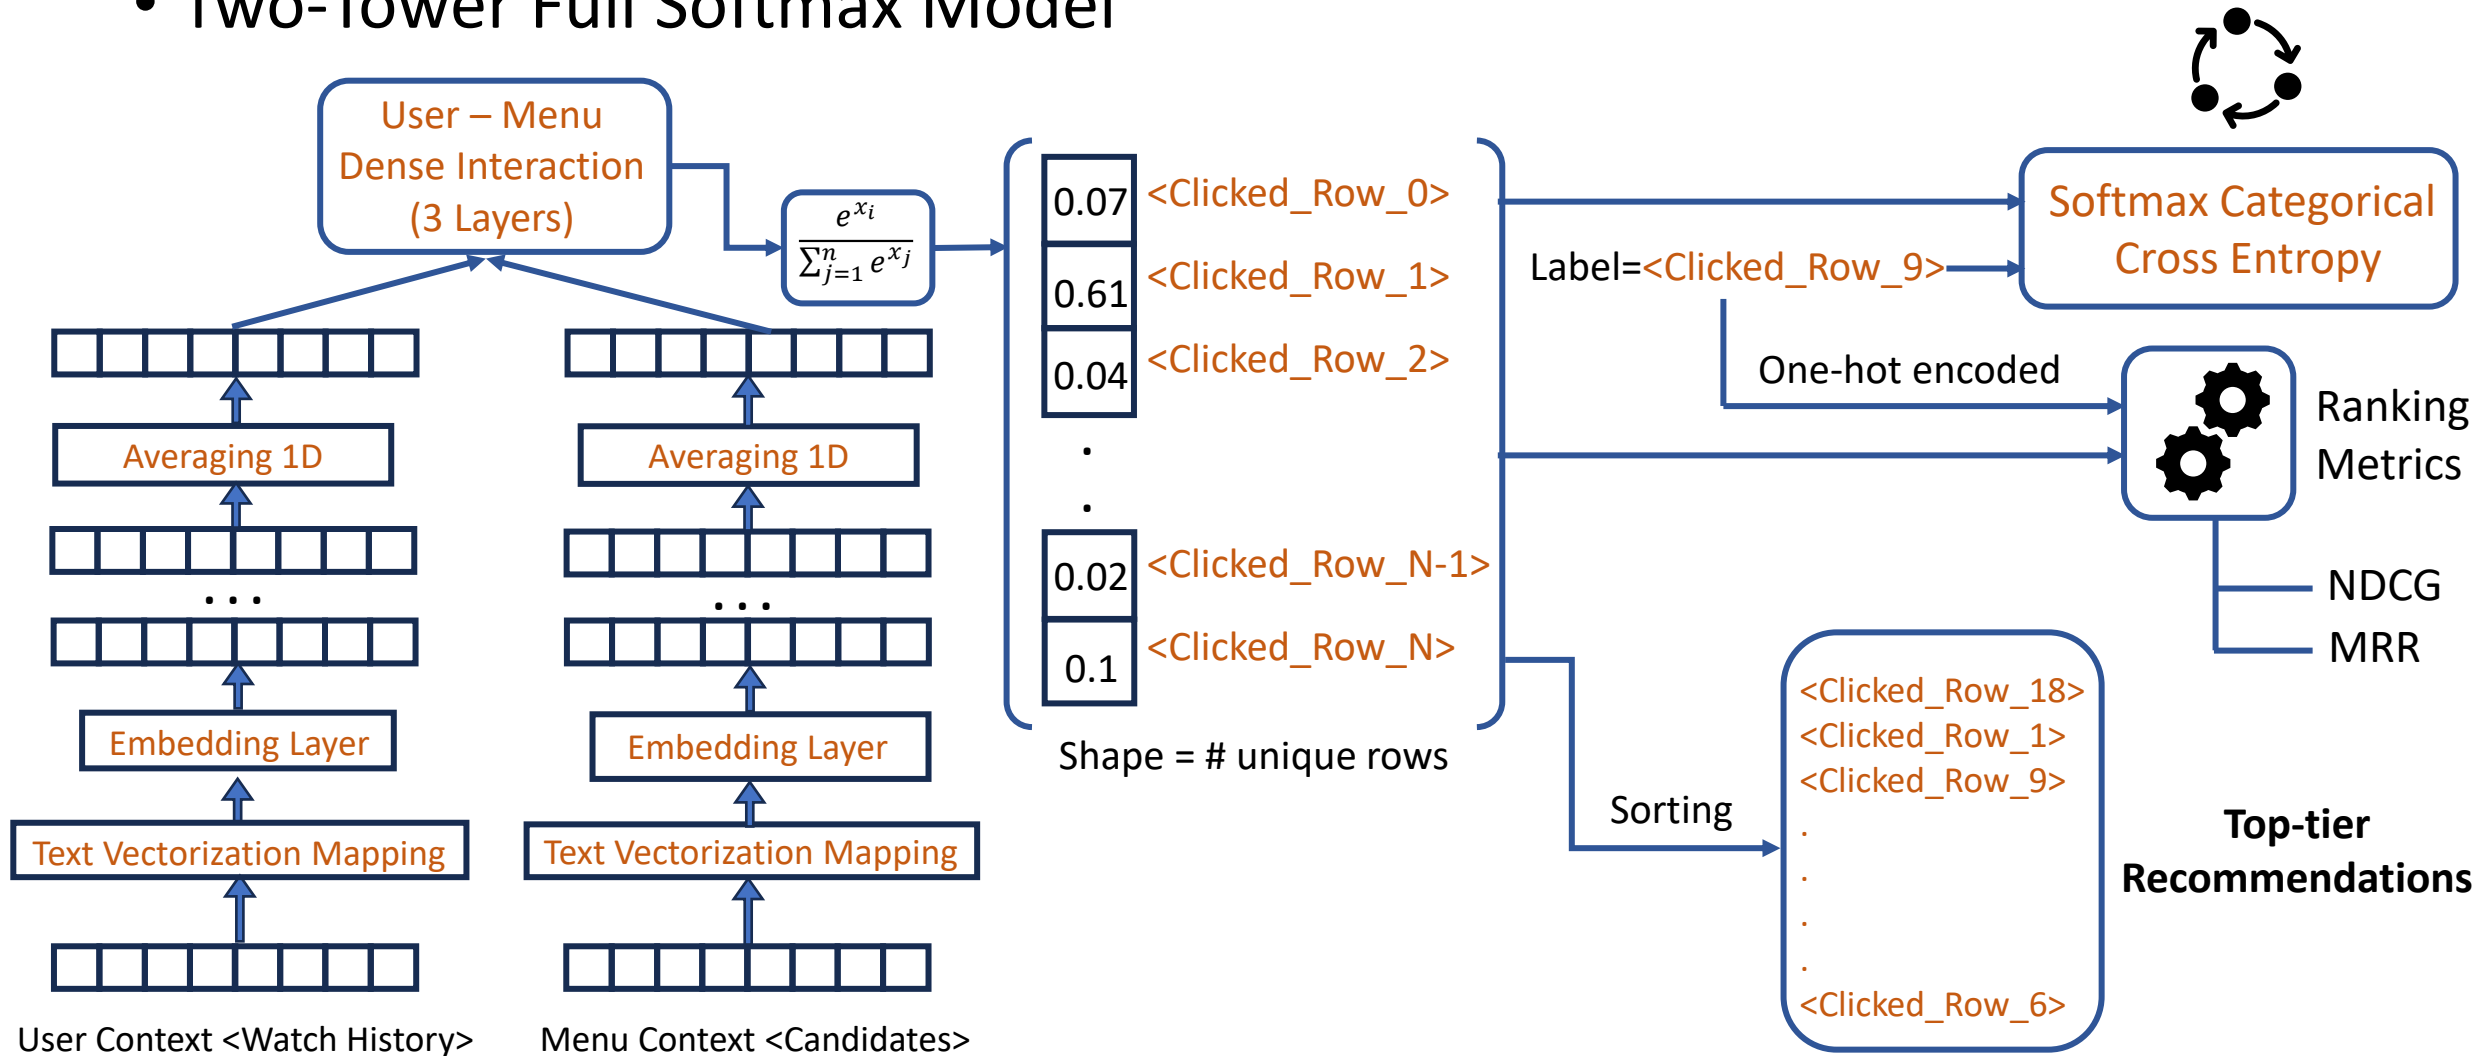 • Two-Tower Full Softmax Model
User – Menu
Dense Interaction
(3 Layers)
e^{x_i}
∑_{j=1}^{n} e^{x_j}
Averaging 1D
. . .
Embedding Layer
Text Vectorization Mapping
User Context <Watch History>
Averaging 1D
. . .
Embedding Layer
Text Vectorization Mapping
Menu Context <Candidates>
0.07 <Clicked_Row_0>
0.61 <Clicked_Row_1>
0.04 <Clicked_Row_2>
.
.
0.02 <Clicked_Row_N-1>
0.1 <Clicked_Row_N>
Shape = # unique rows
Label=<Clicked_Row_9>
Softmax Categorical
Cross Entropy
One-hot encoded
Ranking
Metrics
NDCG
MRR
Sorting
<Clicked_Row_18>
<Clicked_Row_1>
<Clicked_Row_9>
.
.
.
.
<Clicked_Row_6>
Top-tier
Recommendations